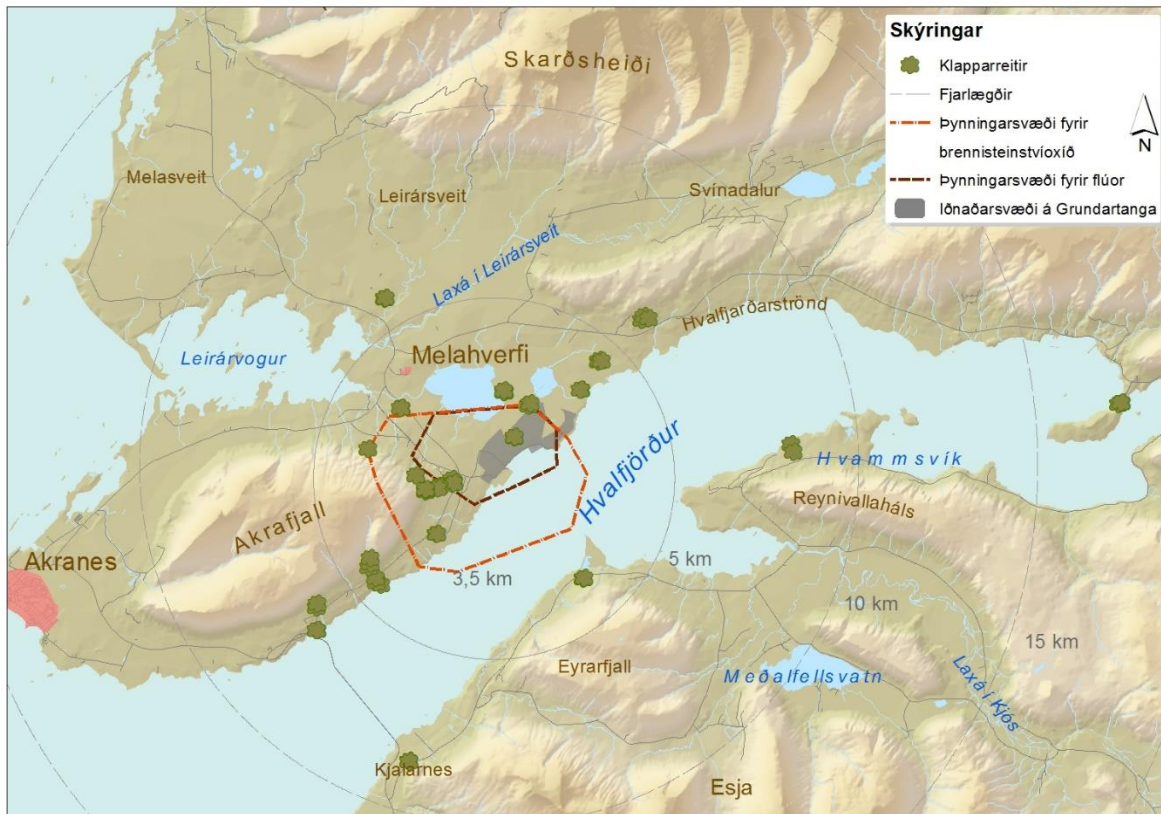 Skýringar
Klapparreitir
Fjarlægðir
Þynningarsvæði fyrir
brennisteinstvíoxíð
Þynningarsvæði fyrir flúor
Iðnaðarsvæði á Grundartanga
N
Skarðsheiði
Melasveit
Leirársveit
Svínadalur
Laxá í Leirársveit
Hvalfjarðarströnd
Leirárvogur
Melahverfi
Hvalfjörður
Hvammsvík
Reynivallaháls
Akrafjall
Akranes
3,5 km
5 km
10 km
15 km
Eyrarfjall
Meðalfellsvatn
Laxá í Kjós
Kjalarnes
Esja